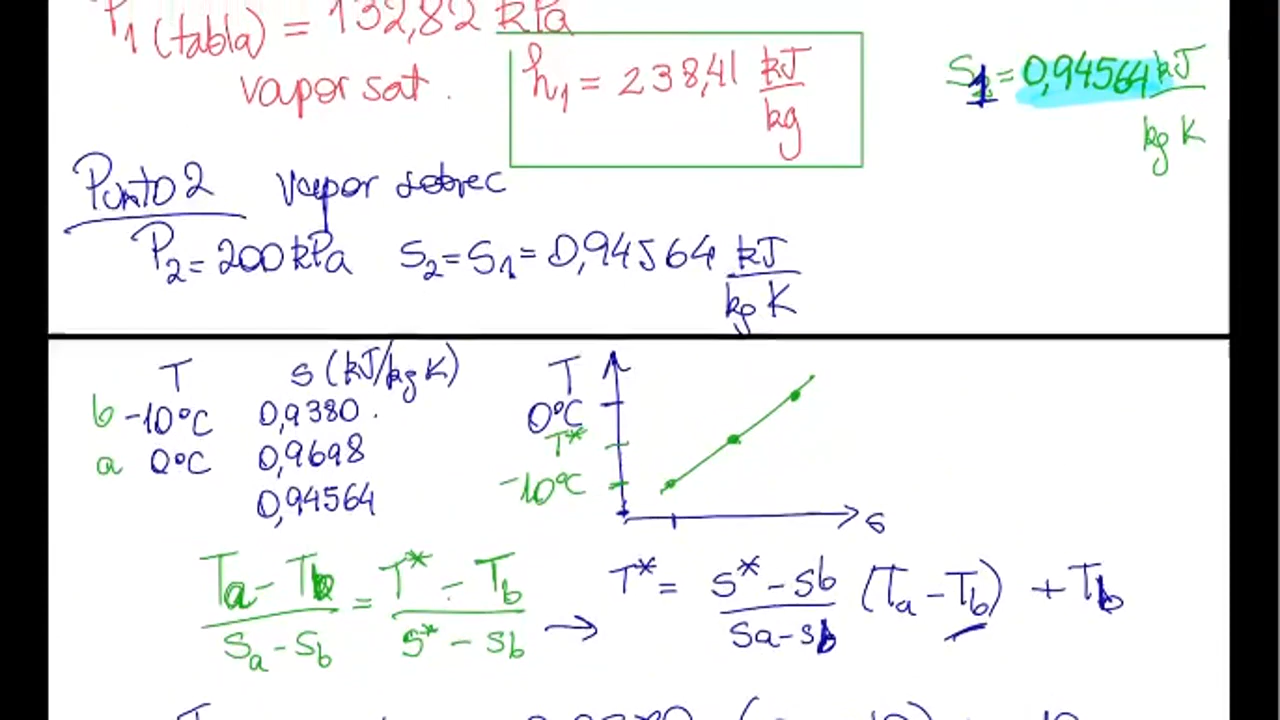 P1 (tabla) = 132,82 kPa
vapor sat.
h1 = 238,41 kJ/kg
S1 = 0,94564 kJ/kg K
Punto 2 vapor sobrec
P2 = 200 kPa S2 = S1 = 0,94564 kJ/kg K
T s (kJ/kg K)
b -10°C 0,9380
a 0°C 0,9698
0,94564
T
0°C
T*
-10°C
s
Ta - Tb / Sa - Sb = T* - Tb / S* - Sb → T* = S* - Sb / Sa - Sb (Ta - Tb) + Tb